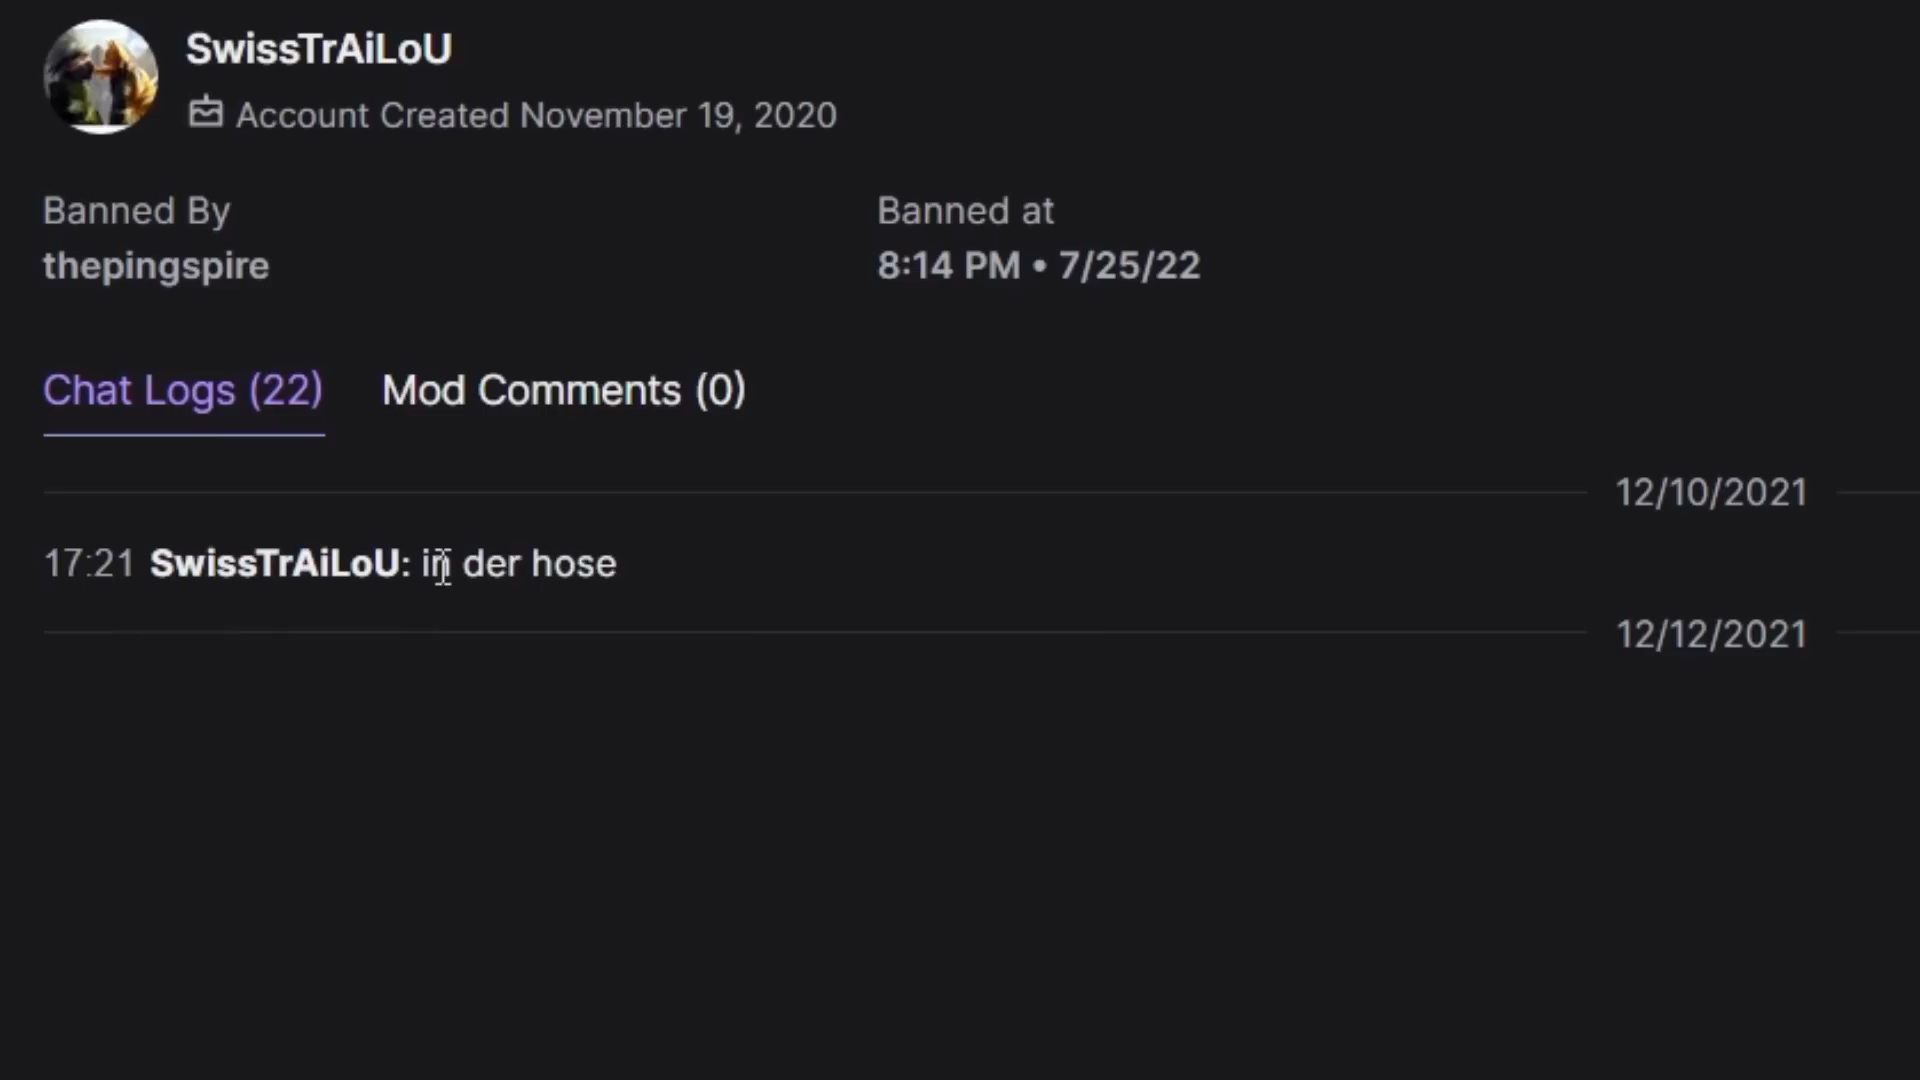 SwissTrAiLoU
Account Created November 19, 2020
Banned By
Banned at
thepingspire
8:14 PM • 7/25/22
Chat Logs (22)
Mod Comments (0)
12/10/2021
17:21 SwissTrAiLoU: in der hose
12/12/2021